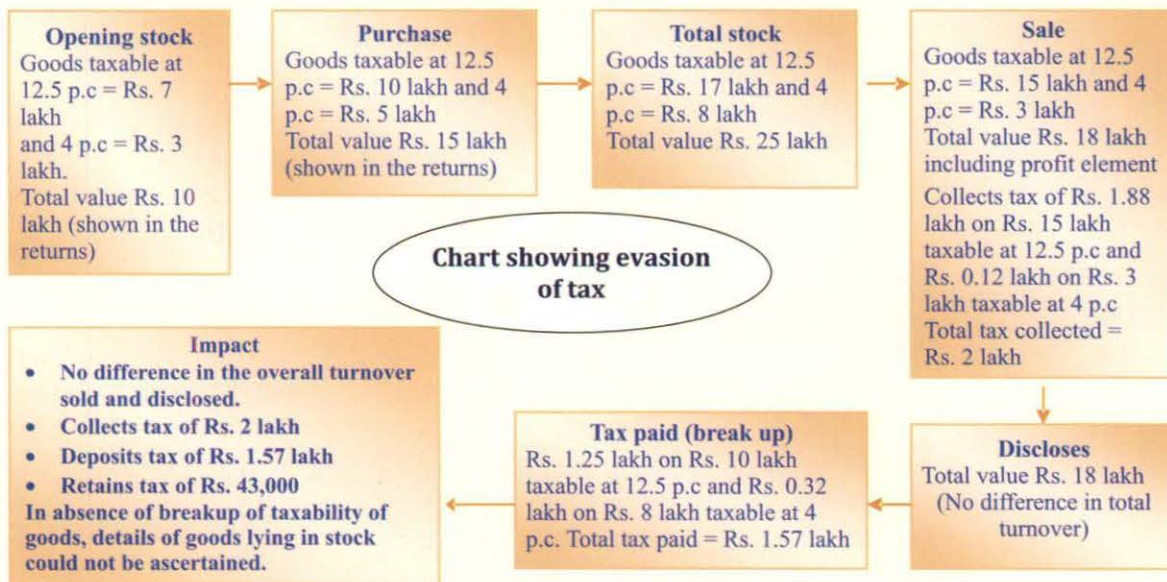 Opening stock
Goods taxable at
12.5 p.c = Rs. 7
lakh
and 4 p.c = Rs. 3
lakh.
Total value Rs. 10
lakh (shown in the
returns)
Purchase
Goods taxable at 12.5
p.c = Rs. 10 lakh and 4
p.c = Rs. 5 lakh
Total value Rs. 15 lakh
(shown in the returns)
Total stock
Goods taxable at 12.5
p.c = Rs. 17 lakh and 4
p.c = Rs. 8 lakh
Total value Rs. 25 lakh
Sale
Goods taxable at 12.5
p.c = Rs. 15 lakh and 4
p.c = Rs. 3 lakh
Total value Rs. 18 lakh
including profit element
Collects tax of Rs. 1.88
lakh on Rs. 15 lakh
taxable at 12.5 p.c and
Rs. 0.12 lakh on Rs. 3
lakh taxable at 4 p.c
Total tax collected =
Rs. 2 lakh
Chart showing evasion
of tax
Discloses
Total value Rs. 18 lakh
(No difference in total
turnover)
Tax paid (break up)
Rs. 1.25 lakh on Rs. 10 lakh
taxable at 12.5 p.c and Rs. 0.32
lakh on Rs. 8 lakh taxable at 4
p.c. Total tax paid = Rs. 1.57 lakh
Impact
• No difference in the overall turnover
sold and disclosed.
• Collects tax of Rs. 2 lakh
• Deposits tax of Rs. 1.57 lakh
• Retains tax of Rs. 43,000
In absence of breakup of taxability of
goods, details of goods lying in stock
could not be ascertained.